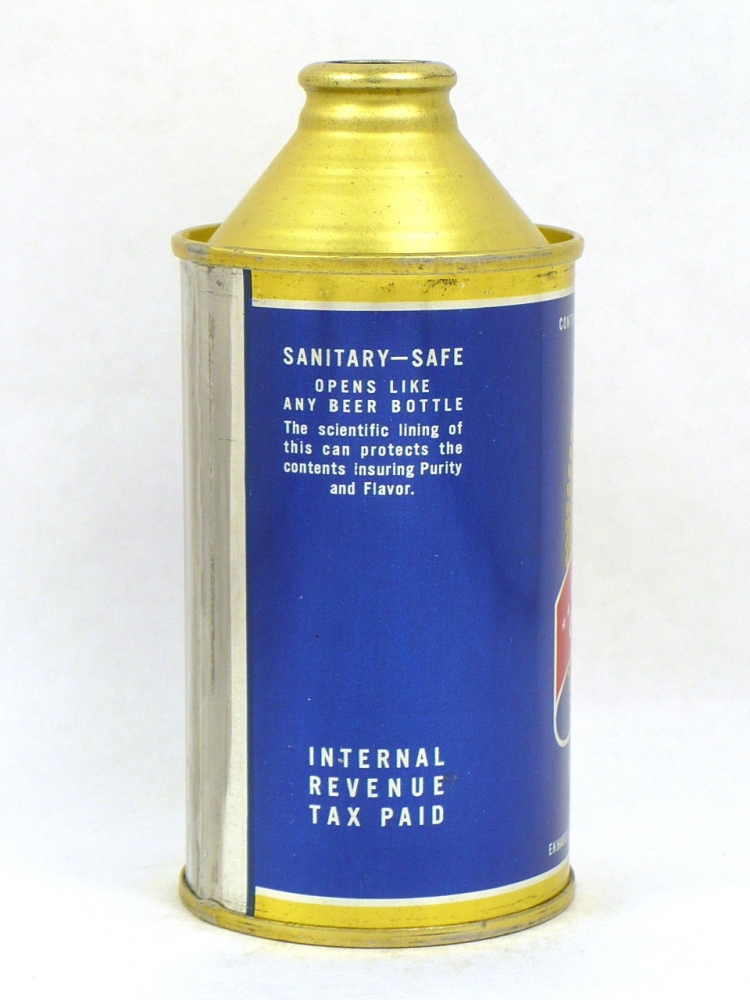 SANITARY—SAFE
OPENS LIKE
ANY BEER BOTTLE
The scientific lining of
this can protects the
contents insuring Purity
and Flavor.
INTERNAL
REVENUE
TAX PAID